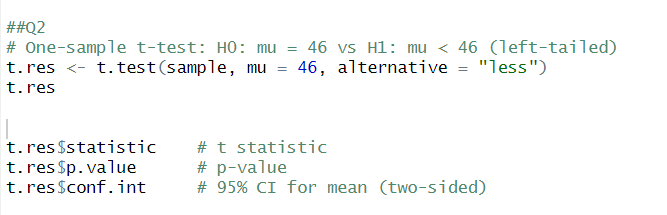 ##Q2
# One-sample t-test: H0: mu = 46 vs H1: mu < 46 (left-tailed)
t.res <- t.test(sample, mu = 46, alternative = "less")
t.res
t.res$statistic    # t statistic
t.res$p.value      # p-value
t.res$conf.int     # 95% CI for mean (two-sided)